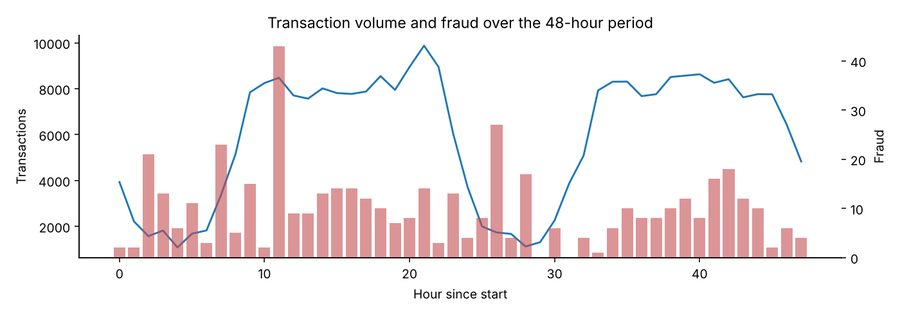 Transaction volume and fraud over the 48-hour period
10000
8000
6000
4000
2000
Transactions
40
30
20
10
0
Fraud
0 10 20 30 40
Hour since start